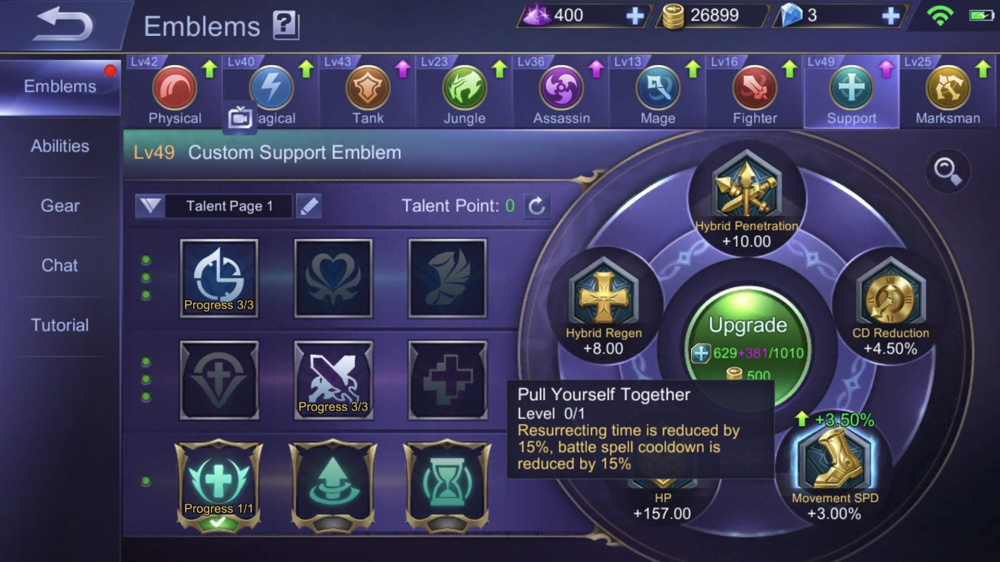 Emblems
400
26899
3
Emblems
Abilities
Gear
Chat
Tutorial
Lv42
Physical
Lv40
agical
Lv43
Tank
Lv23
Jungle
Lv36
Assassin
Lv13
Mage
Lv16
Fighter
Lv49
Support
Lv25
Marksman
Lv49 Custom Support Emblem
Talent Page 1
Talent Point: 0
Progress 3/3
Progress 3/3
Progress 1/1
Hybrid Penetration
+10.00
Hybrid Regen
+8.00
CD Reduction
+4.50%
Upgrade
629+381/1010
500
Pull Yourself Together
Level 0/1
Resurrecting time is reduced by
15%, battle spell cooldown is
reduced by 15%
HP
+157.00
+3.50%
Movement SPD
+3.00%